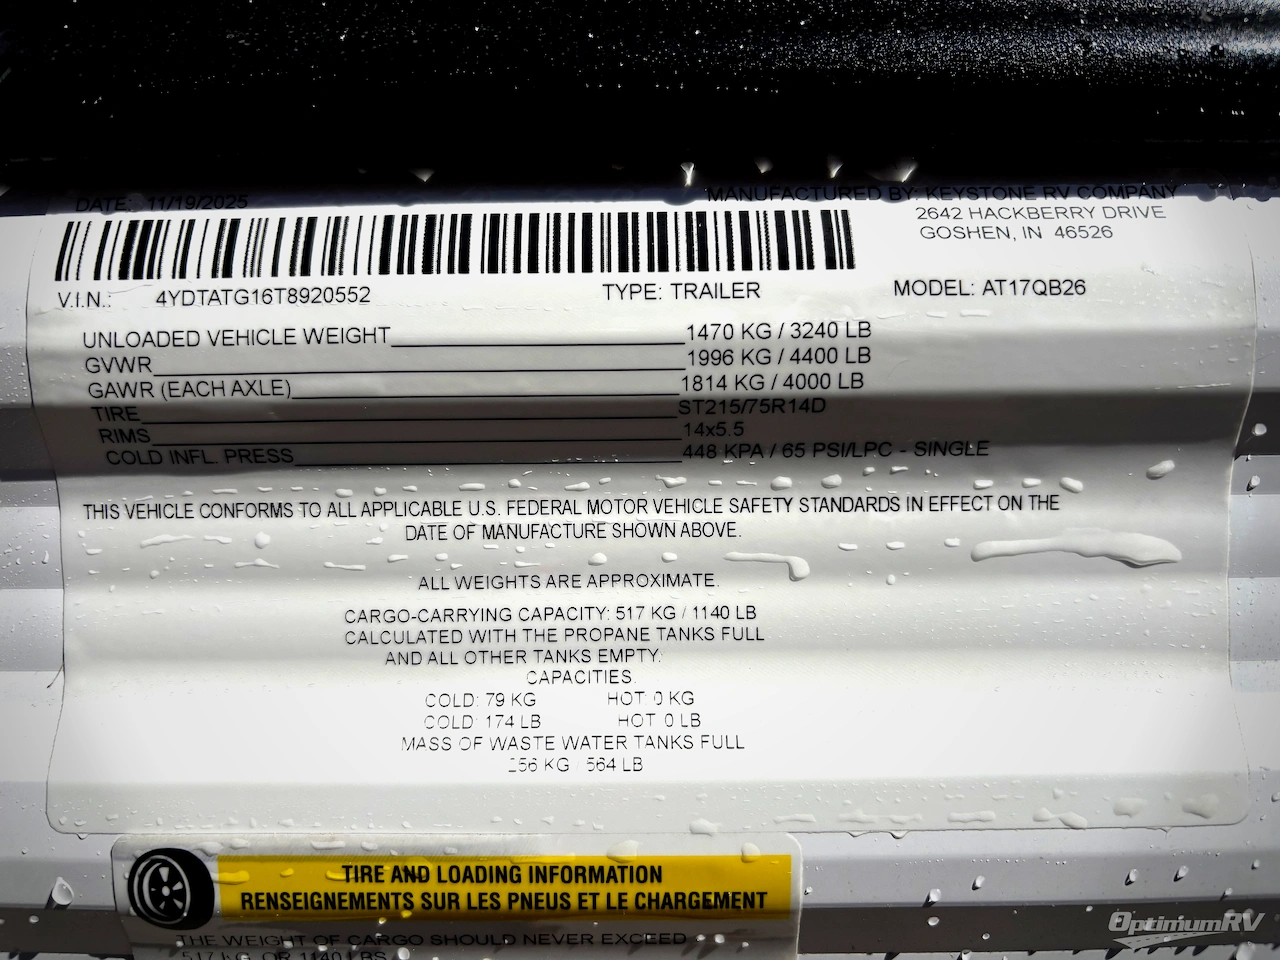 DATE: 11/19/2025
MANUFACTURED BY: KEYSTONE RV COMPANY
2642 HACKBERRY DRIVE
GOSHEN, IN 46526
V.I.N.: 4YDTATG16T8920552 TYPE: TRAILER MODEL: AT17QB26
UNLOADED VEHICLE WEIGHT 1470 KG / 3240 LB
GVWR 1996 KG / 4400 LB
GAWR (EACH AXLE) 1814 KG / 4000 LB
TIRE ST215/75R14D
RIMS 14x5.5
COLD INFL. PRESS 448 KPA / 65 PSI/LPC - SINGLE
THIS VEHICLE CONFORMS TO ALL APPLICABLE U.S. FEDERAL MOTOR VEHICLE SAFETY STANDARDS IN EFFECT ON THE
DATE OF MANUFACTURE SHOWN ABOVE.
ALL WEIGHTS ARE APPROXIMATE.
CARGO-CARRYING CAPACITY: 517 KG / 1140 LB
CALCULATED WITH THE PROPANE TANKS FULL
AND ALL OTHER TANKS EMPTY.
CAPACITIES.
COLD: 79 KG HOT: 0 KG
COLD: 174 LB HOT: 0 LB
MASS OF WASTE WATER TANKS FULL
256 KG / 564 LB
TIRE AND LOADING INFORMATION
RENSEIGNEMENTS SUR LES PNEUS ET LE CHARGEMENT
THE WEIGHT OF CARGO SHOULD NEVER EXCEED
517 KG OR 1140 LBS
OptimumRV